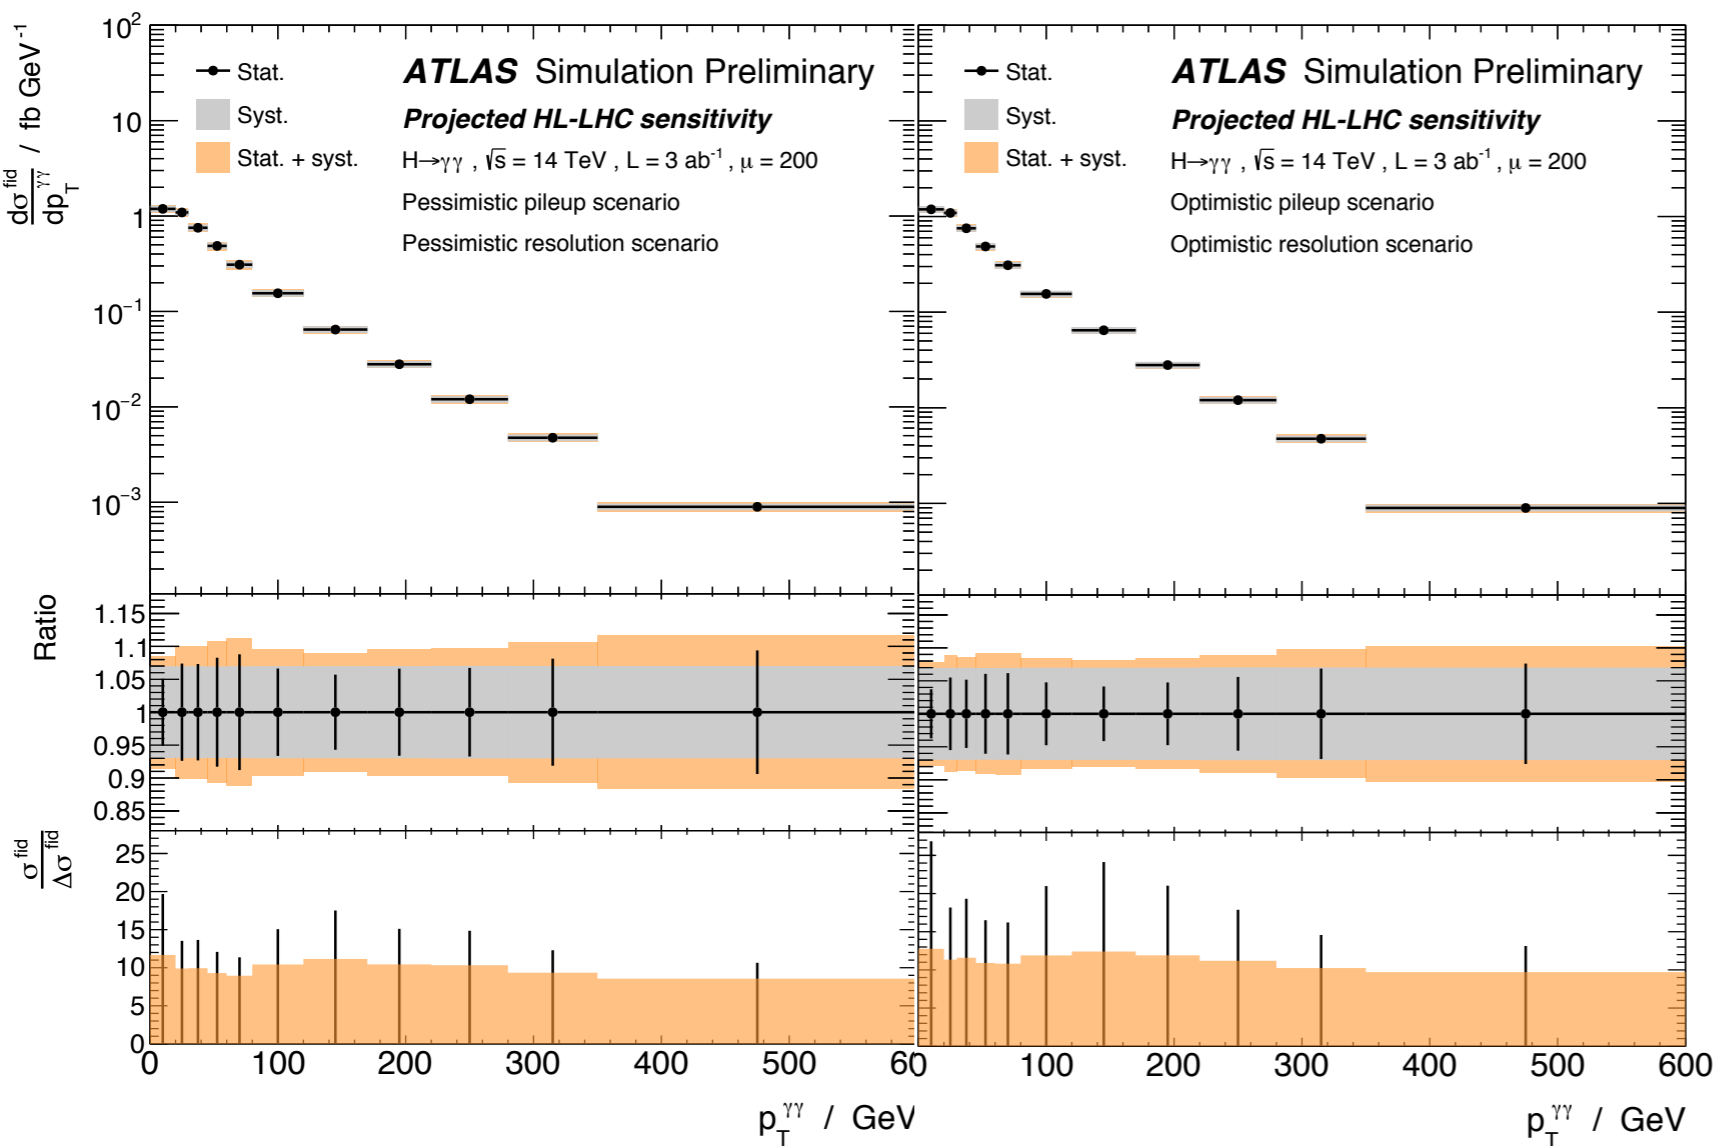 dσ^fid / dp_T^γγ / fb GeV^-1
10^2
10
1
10^−1
10^−2
10^−3
Stat.
Syst.
Stat. + syst.
ATLAS Simulation Preliminary
Projected HL-LHC sensitivity
H→γγ , √s = 14 TeV , L = 3 ab^-1 , μ = 200
Pessimistic pileup scenario
Pessimistic resolution scenario
Stat.
Syst.
Stat. + syst.
ATLAS Simulation Preliminary
Projected HL-LHC sensitivity
H→γγ , √s = 14 TeV , L = 3 ab^-1 , μ = 200
Optimistic pileup scenario
Optimistic resolution scenario
Ratio
1.15
1.1
1.05
1
0.95
0.9
0.85
σ^fid / Δσ^fid
25
20
15
10
5
0
0 100 200 300 400 500 0 100 200 300 400 500 600
p_T^γγ / GeV
p_T^γγ / GeV